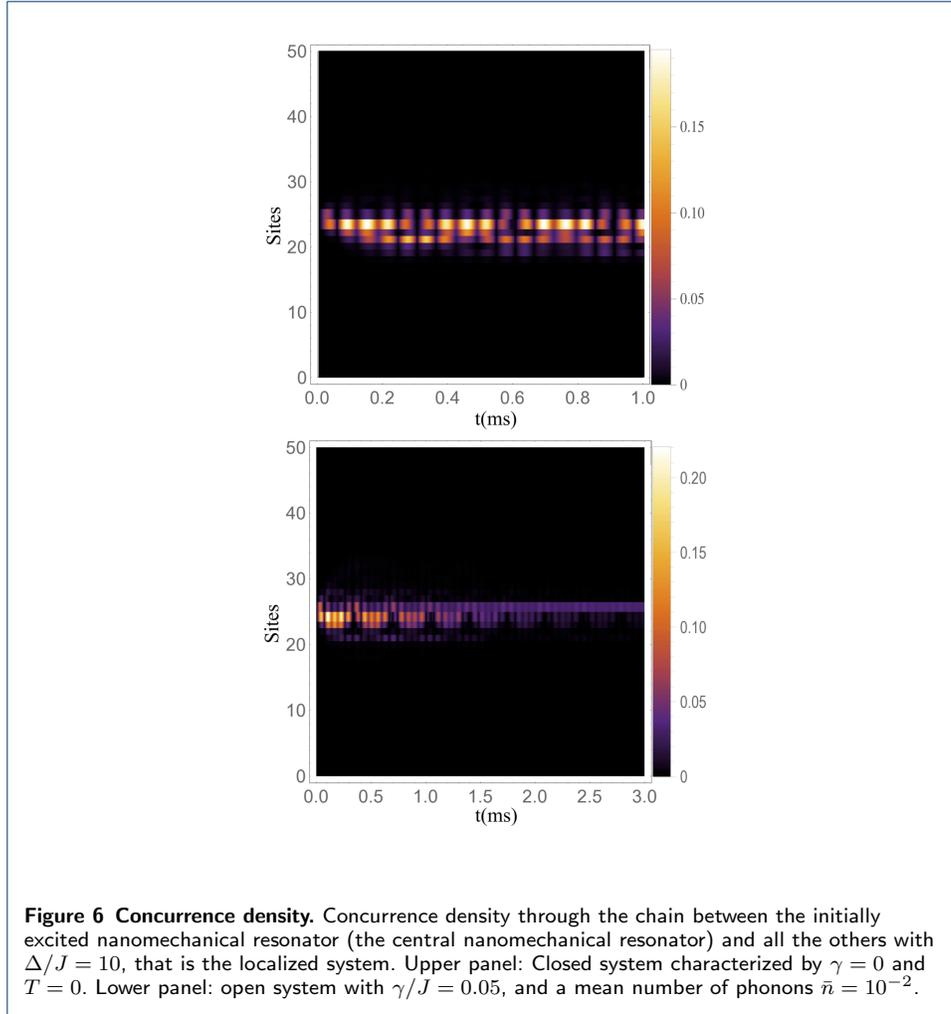 50
40
30
20
10
0
Sites
0.0 0.2 0.4 0.6 0.8 1.0
t(ms)
0.15
0.10
0.05
0
50
40
30
20
10
0
Sites
0.0 0.5 1.0 1.5 2.0 2.5 3.0
t(ms)
0.20
0.15
0.10
0.05
0
Figure 6 Concurrence density. Concurrence density through the chain between the initially
excited nanomechanical resonator (the central nanomechanical resonator) and all the others with
Δ/J = 10, that is the localized system. Upper panel: Closed system characterized by γ = 0 and
T = 0. Lower panel: open system with γ/J = 0.05, and a mean number of phonons n̄ = 10⁻².